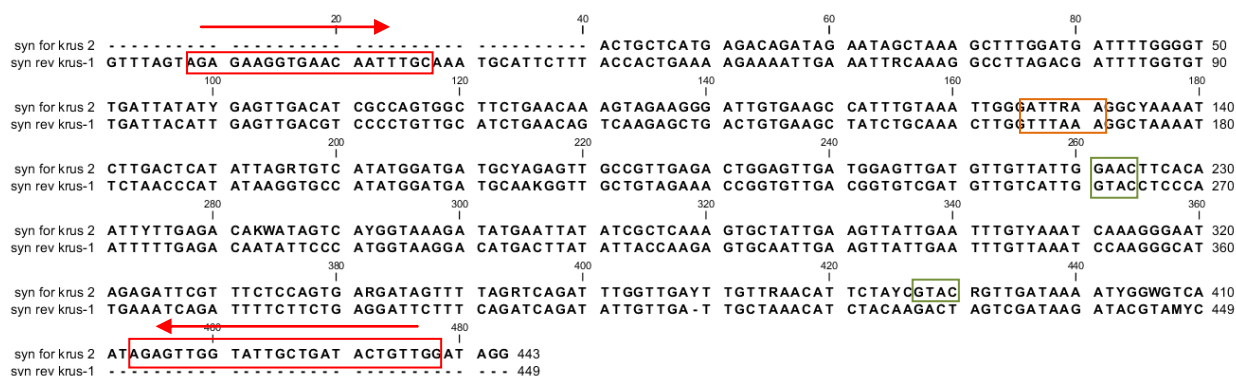 20 40 60 80
syn for krus 2 - - - - - - - - - - - - - - - - - - - - - - - - - - - - - - - - - - - - - - - - ACTGCTCATG AGACAGATAG AATAGCTAAA GCTTTGGATG ATTTTGGGGT 50
syn rev krus-1 GTTTAGTAGA GAAGGTGAAC AATTTGCAAA TGCATTCTTT ACCACTGAAA AGAAAATTGA AATTRCAAAG GCCTTAGACG ATTTTGGTGT 90
100 120 140 160 180
syn for krus 2 TGATTATATY GAGTTGACAT CGCCAGTGGC TTCTGAACAA AGTAGAAGGG ATTGTGAAGC CATTTGTAAA TTGGGATTRA AGGCYAAAAT 140
syn rev krus-1 TGATTACATT GAGTTGACGT CCCCTGTTGC ATCTGAACAG TCAAGAGCTG ACTGTGAAGC TATCTGCAAA CTTGGTTTAA AGGCTAAAAT 180
200 220 240 260
syn for krus 2 CTTGACTCAT ATTAGRTGTC ATATGGATGA TGCYAGAGTT GCCGTTGAGA CTGGAGTTGA TGGAGTTGAT GTTGTTATTG GAACTTCACA 230
syn rev krus-1 TCTAACCCAT ATAAGGTGCC ATATGGATGA TGCAAKGGTT GCTGTAGAAA CCGGTGTTGA CGGTGTCGAT GTTGTCATTG GTACCTCCCA 270
280 300 320 340 360
syn for krus 2 ATTYTTGAGA CAKWATAGTC AYGGTAAAGA TATGAATTAT ATCGCTCAAA GTGCTATTGA AGTTATTGAA TTTGTYAAAT CAAAGGGAAT 320
syn rev krus-1 ATTTTTGAGA CAATATTCCC ATGGTAAGGA CATGACTTAT ATTACCAAGA GTGCAATTGA AGTTATTGAA TTTGTTAAAT CCAAGGGCAT 360
380 400 420 440
syn for krus 2 AGAGATTCGT TTCTCCAGTG ARGATAGTTT TAGRTCAGAT TTGGTTGAYT TGTTRAACAT TCTAYCGTAC RGTTGATAAA ATYGGWGTCA 410
syn rev krus-1 TGAAATCAGA TTTTCTTCTG AGGATTCTTT CAGATCAGAT ATTGTTGA-T TGCTAAACAT CTACAAGACT AGTCGATAAG ATACGTAMYC 449
460 480
syn for krus 2 ATAGAGTTGG TATTGCTGAT ACTGTTGGAT AGG 443
syn rev krus-1 - - - - - - - - - - - - - - - - - - - - - - - - - - - - - - - - - 449